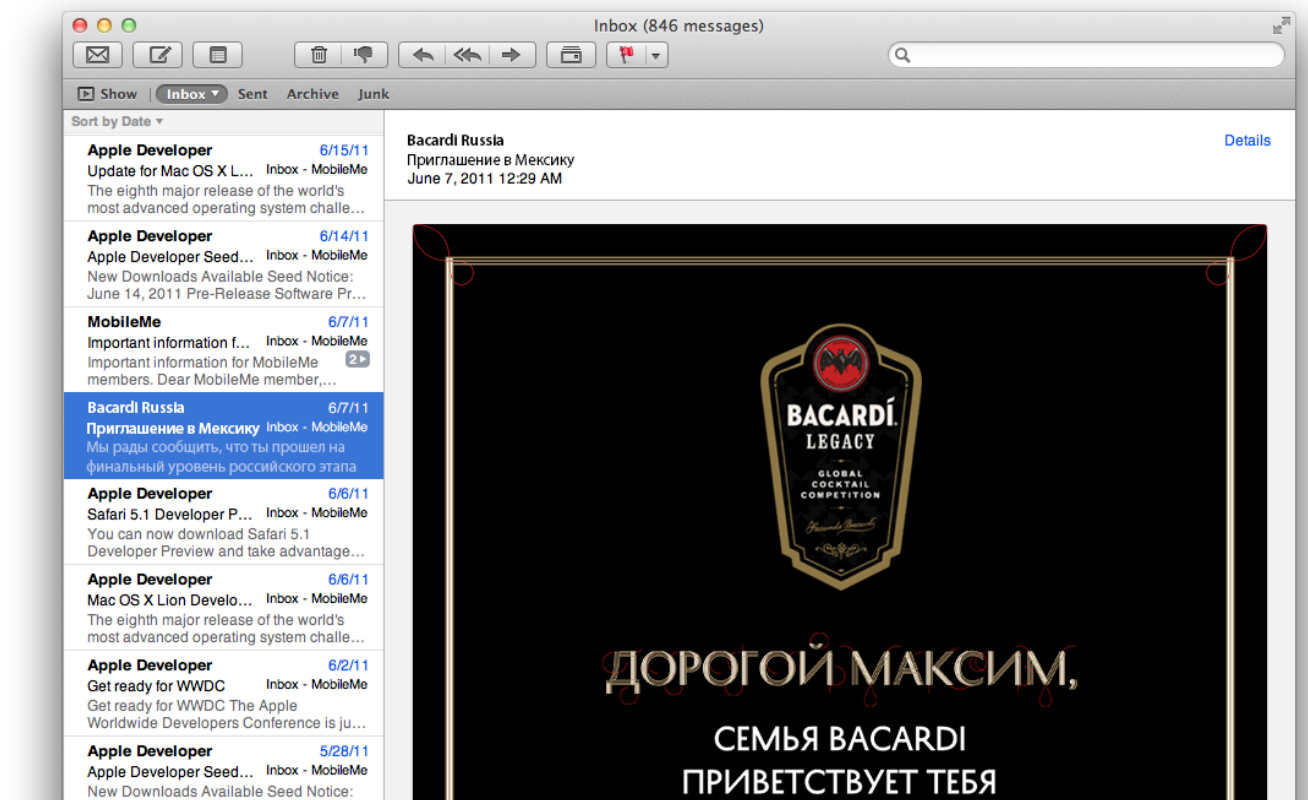 Inbox (846 messages)
Show | Inbox ▾ Sent Archive Junk
Sort by Date ▾
Apple Developer 6/15/11
Update for Mac OS X L... Inbox - MobileMe
The eighth major release of the world's
most advanced operating system challe...
Apple Developer 6/14/11
Apple Developer Seed... Inbox - MobileMe
New Downloads Available Seed Notice:
June 14, 2011 Pre-Release Software Pr...
MobileMe 6/7/11
Important information f... Inbox - MobileMe
Important information for MobileMe 2
members. Dear MobileMe member,...
Bacardi Russia 6/7/11
Приглашение в Мексику Inbox - MobileMe
Мы рады сообщить, что ты прошел на
финальный уровень российского этапа
Apple Developer 6/6/11
Safari 5.1 Developer P... Inbox - MobileMe
You can now download Safari 5.1
Developer Preview and take advantage...
Apple Developer 6/6/11
Mac OS X Lion Develo... Inbox - MobileMe
The eighth major release of the world's
most advanced operating system challe...
Apple Developer 6/2/11
Get ready for WWDC Inbox - MobileMe
Get ready for WWDC The Apple
Worldwide Developers Conference is ju...
Apple Developer 5/28/11
Apple Developer Seed... Inbox - MobileMe
New Downloads Available Seed Notice:
Bacardi Russia Details
Приглашение в Мексику
June 7, 2011 12:29 AM
BACARDÍ.
LEGACY
GLOBAL
COCKTAIL
COMPETITION
Facundo Bacardi
ДОРОГОЙ МАКСИМ,
СЕМЬЯ BACARDI
ПРИВЕТСТВУЕТ ТЕБЯ